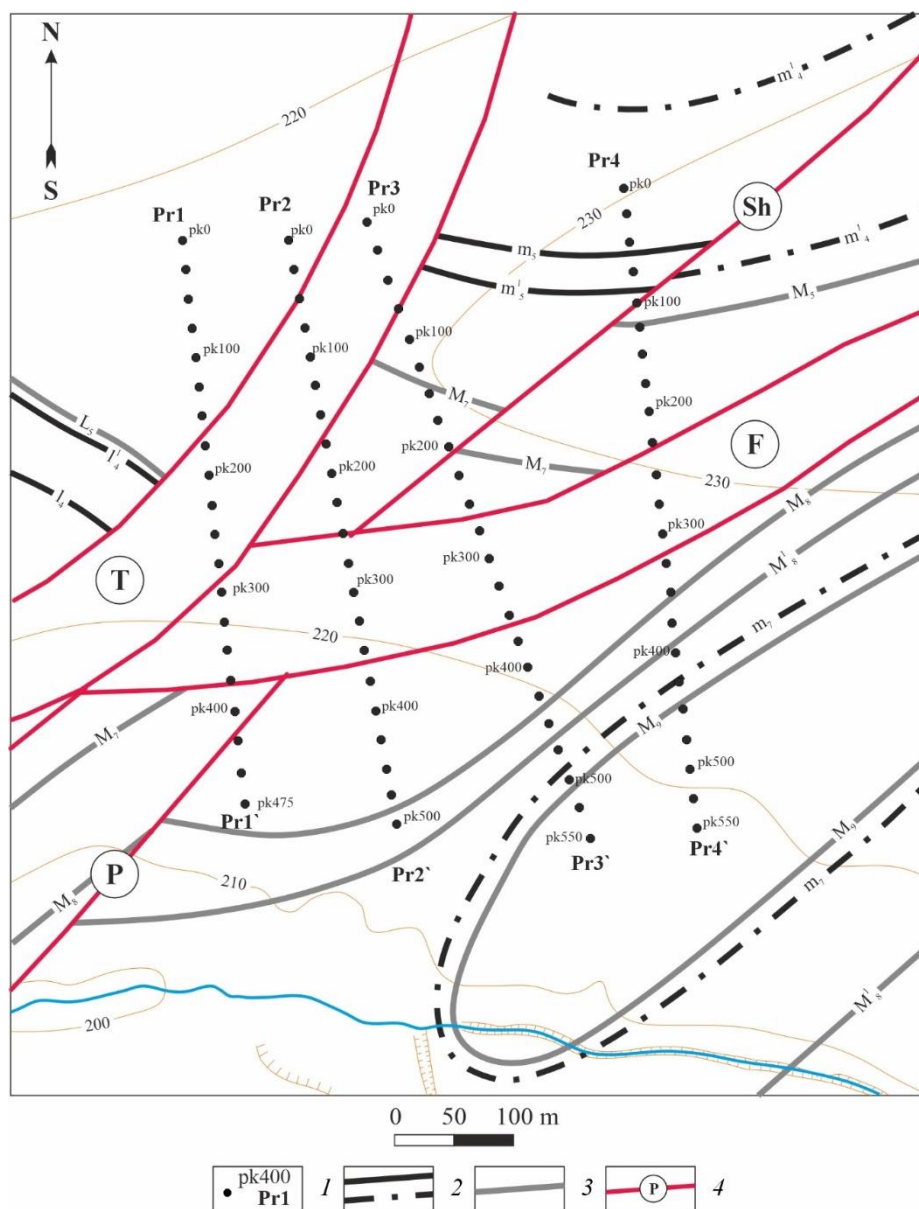 N
S
220
m¹₄
Pr4
pk0
230
Sh
Pr3
pk0
Pr1
pk0
Pr2
pk0
m₅
m¹₄
m¹₅
M₅
pk100
pk100
pk100
pk100
M₇
L₅
l¹₄
l₄
pk200
pk200
pk200
pk200
M₇
F
230
M₈
M¹₈
pk300
pk300
pk300
pk300
T
220
m₇
pk400
pk400
pk400
pk400
M₇
M₉
pk500
pk500
pk475
Pr1`
pk500
pk550
Pr3`
pk550
Pr4`
M₉
P
Pr2`
M₈
210
m₇
M¹₈
200
0 50 100 m
pk400
Pr1
1
2
3
P
4